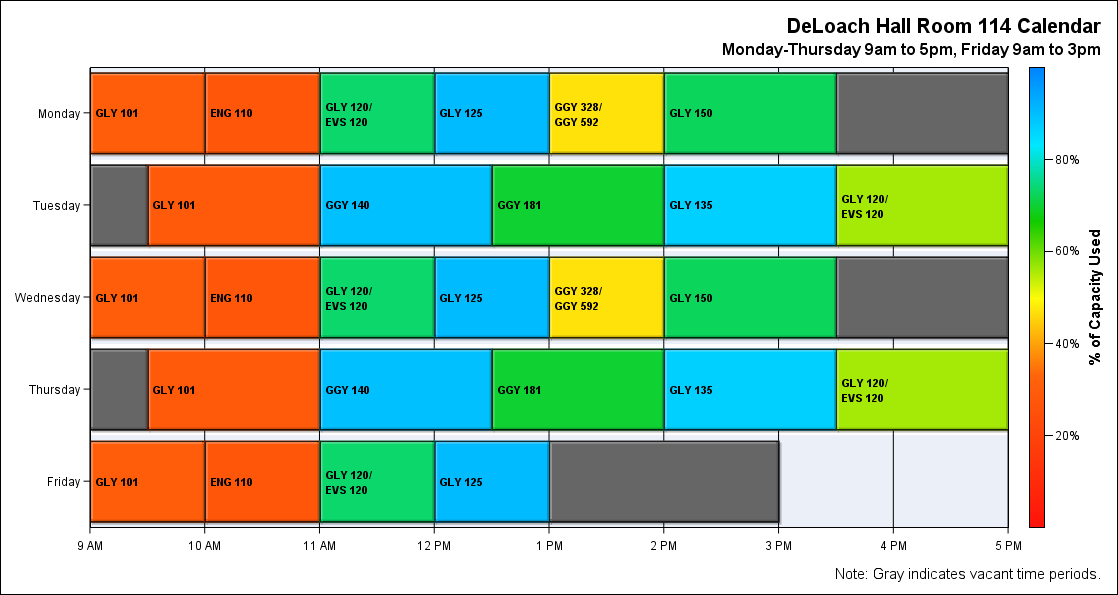 DeLoach Hall Room 114 Calendar
Monday-Thursday 9am to 5pm, Friday 9am to 3pm
Monday
GLY 101
ENG 110
GLY 120/
EVS 120
GLY 125
GGY 328/
GGY 592
GLY 150
Tuesday
GLY 101
GGY 140
GGY 181
GLY 135
GLY 120/
EVS 120
Wednesday
GLY 101
ENG 110
GLY 120/
EVS 120
GLY 125
GGY 328/
GGY 592
GLY 150
Thursday
GLY 101
GGY 140
GGY 181
GLY 135
GLY 120/
EVS 120
Friday
GLY 101
ENG 110
GLY 120/
EVS 120
GLY 125
9 AM
10 AM
11 AM
12 PM
1 PM
2 PM
3 PM
4 PM
5 PM
80%
60%
40%
20%
% of Capacity Used
Note: Gray indicates vacant time periods.